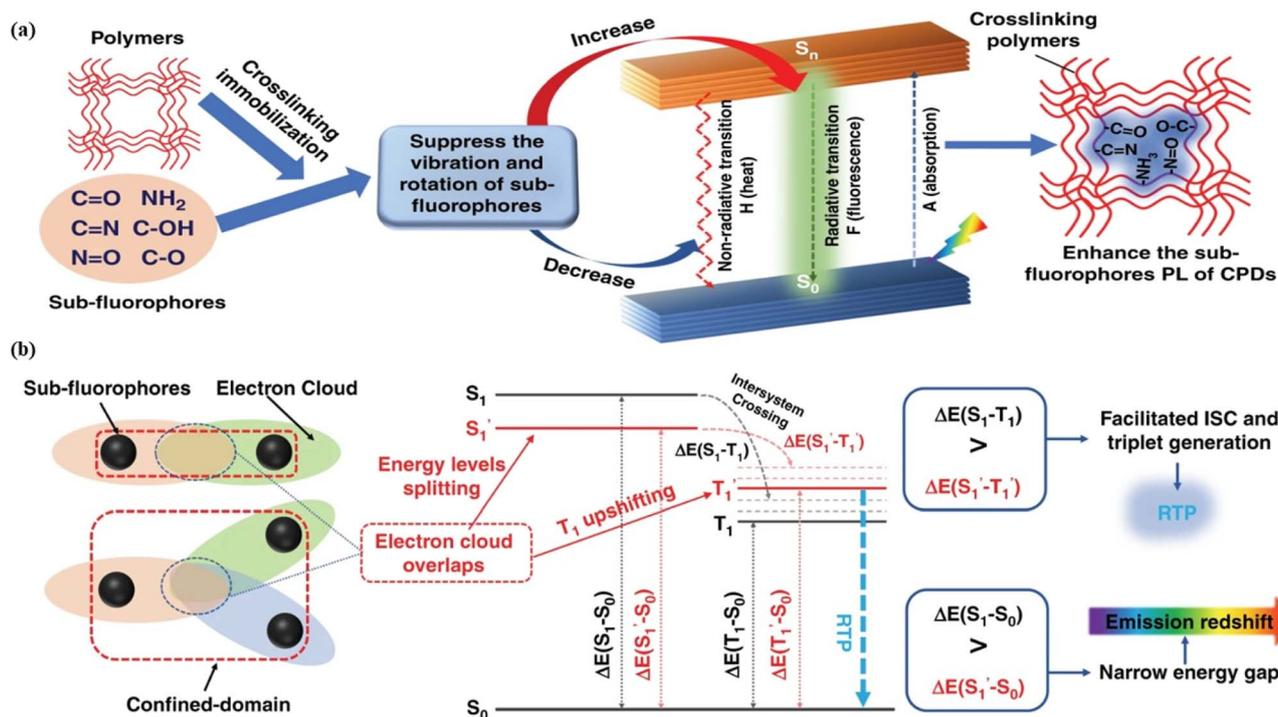 (a)
Polymers
Crosslinking
immobilization
C=O NH₂
C=N C-OH
N=O C-O
Sub-fluorophores
Suppress the
vibration and
rotation of sub-
fluorophores
Increase
Decrease
Sₙ
Non-radiative transition
H (heat)
Radiative transition
F (fluorescence)
A (absorption)
S₀
Crosslinking
polymers
-C=O
O-C-
-C=N
-NH₃
-N=O
Enhance the sub-
fluorophores PL of CPDs
(b)
Sub-fluorophores
Electron Cloud
Confined-domain
Energy levels
splitting
Electron cloud
overlaps
T₁ upshifting
S₁
S₁'
Intersystem
Crossing
ΔE(S₁-T₁)
ΔE(S₁'-T₁')
T₁'
T₁
ΔE(S₁-S₀)
ΔE(S₁'-S₀)
ΔE(T₁-S₀)
ΔE(T₁'-S₀)
RTP
S₀
ΔE(S₁-T₁)
>
ΔE(S₁'-T₁')
Facilitated ISC and
triplet generation
RTP
ΔE(S₁-S₀)
>
ΔE(S₁'-S₀)
Emission redshift
Narrow energy gap